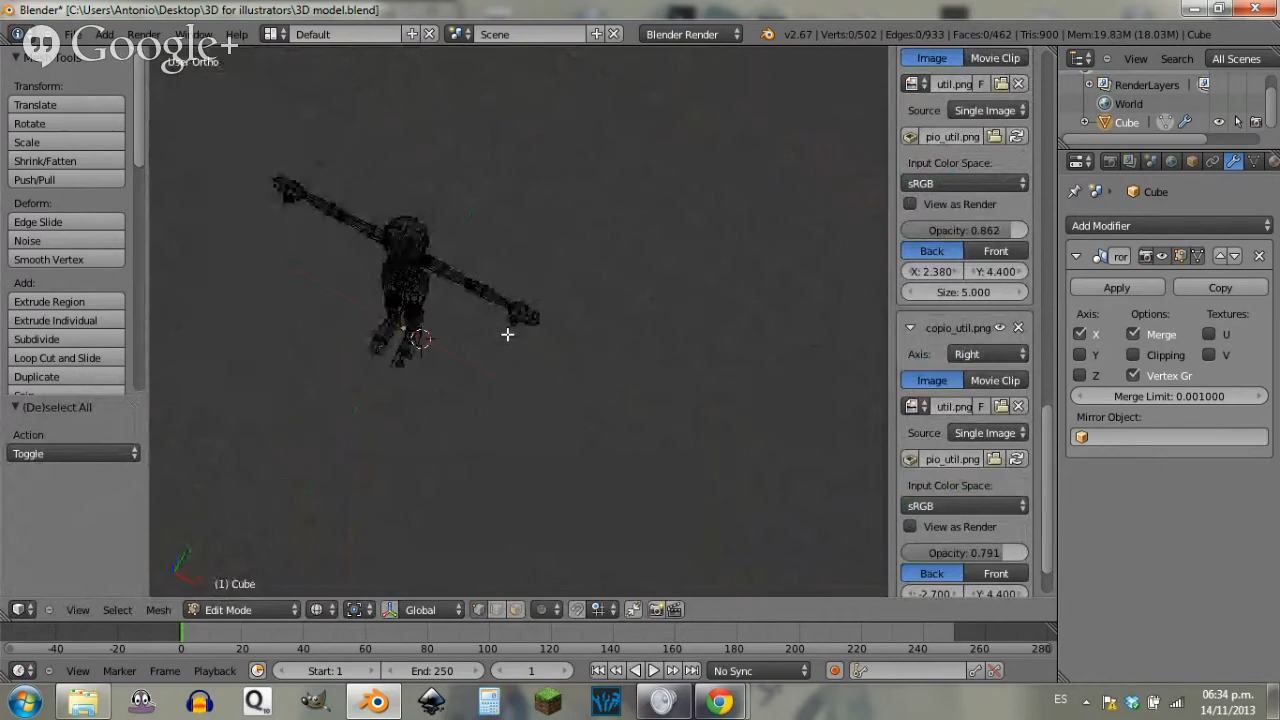 Blender* [C:\Users\Antonio\Desktop\3D for illustrators\3D model.blend]
Add Render Window Help
Default
Scene
Blender Render
v2.67 | Verts:0/502 | Edges:0/933 | Faces:0/462 | Tris:900 | Mem:19.83M (18.03M) | Cube
Google+
User Ortho
Tools
Transform:
Translate
Rotate
Scale
Shrink/Fatten
Push/Pull
Deform:
Edge Slide
Noise
Smooth Vertex
Add:
Extrude Region
Extrude Individual
Subdivide
Loop Cut and Slide
Duplicate
(De)select All
Action
Toggle
(1) Cube
Image Movie Clip
util.png F
Source Single Image
pio_util.png
Input Color Space:
sRGB
View as Render
Opacity: 0.862
Back Front
X: 2.380 Y: 4.400
Size: 5.000
copio_util.png
Axis: Right
Image Movie Clip
util.png F
Source Single Image
pio_util.png
Input Color Space:
sRGB
View as Render
Opacity: 0.791
Back Front
-2.700 Y: 4.400
View Search All Scenes
RenderLayers
World
Cube
Cube
Add Modifier
ror
Apply Copy
Axis: Options: Textures:
X Merge U
Y Clipping V
Z Vertex Gr
Merge Limit: 0.001000
Mirror Object:
View Select Mesh Edit Mode Global
-40 -20 0 20 40 60 80 100 120 140 160 180 200 220 240 260 280
View Marker Frame Playback Start: 1 End: 250 1 No Sync
ES
06:34 p.m.
14/11/2013